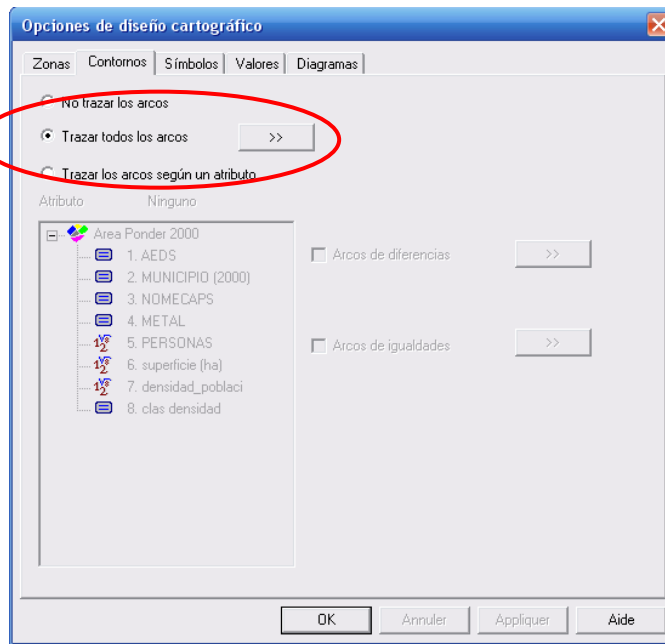 Opciones de diseño cartográfico
Zonas Contornos Símbolos Valores Diagramas
No trazar los arcos
Trazar todos los arcos >>
Trazar los arcos según un atributo
Atributo Ninguno
Area Ponder 2000
1. AEDS
2. MUNICIPIO (2000)
3. NOMECAPS
4. METAL
5. PERSONAS
6. superficie (ha)
7. densidad_poblaci
8. clas densidad
Arcos de diferencias >>
Arcos de igualdades >>
OK Annuler Appliquer Aide